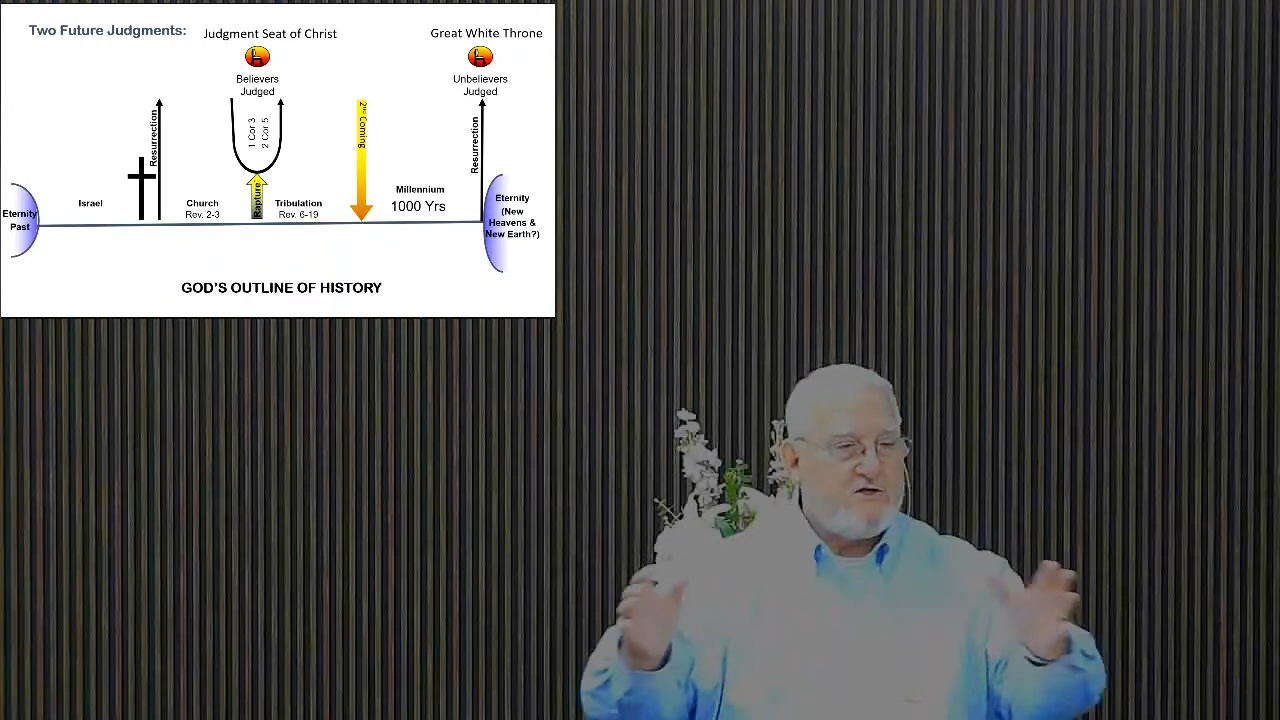 Two Future Judgments:
Judgment Seat of Christ
Great White Throne
Believers
Judged
Unbelievers
Judged
Resurrection
1 Cor 3
2 Cor 5
2nd Coming
Resurrection
Rapture
Eternity
Past
Israel
Church
Rev. 2-3
Tribulation
Rev. 6-19
Millennium
1000 Yrs
Eternity
(New
Heavens &
New Earth?)
GOD'S OUTLINE OF HISTORY